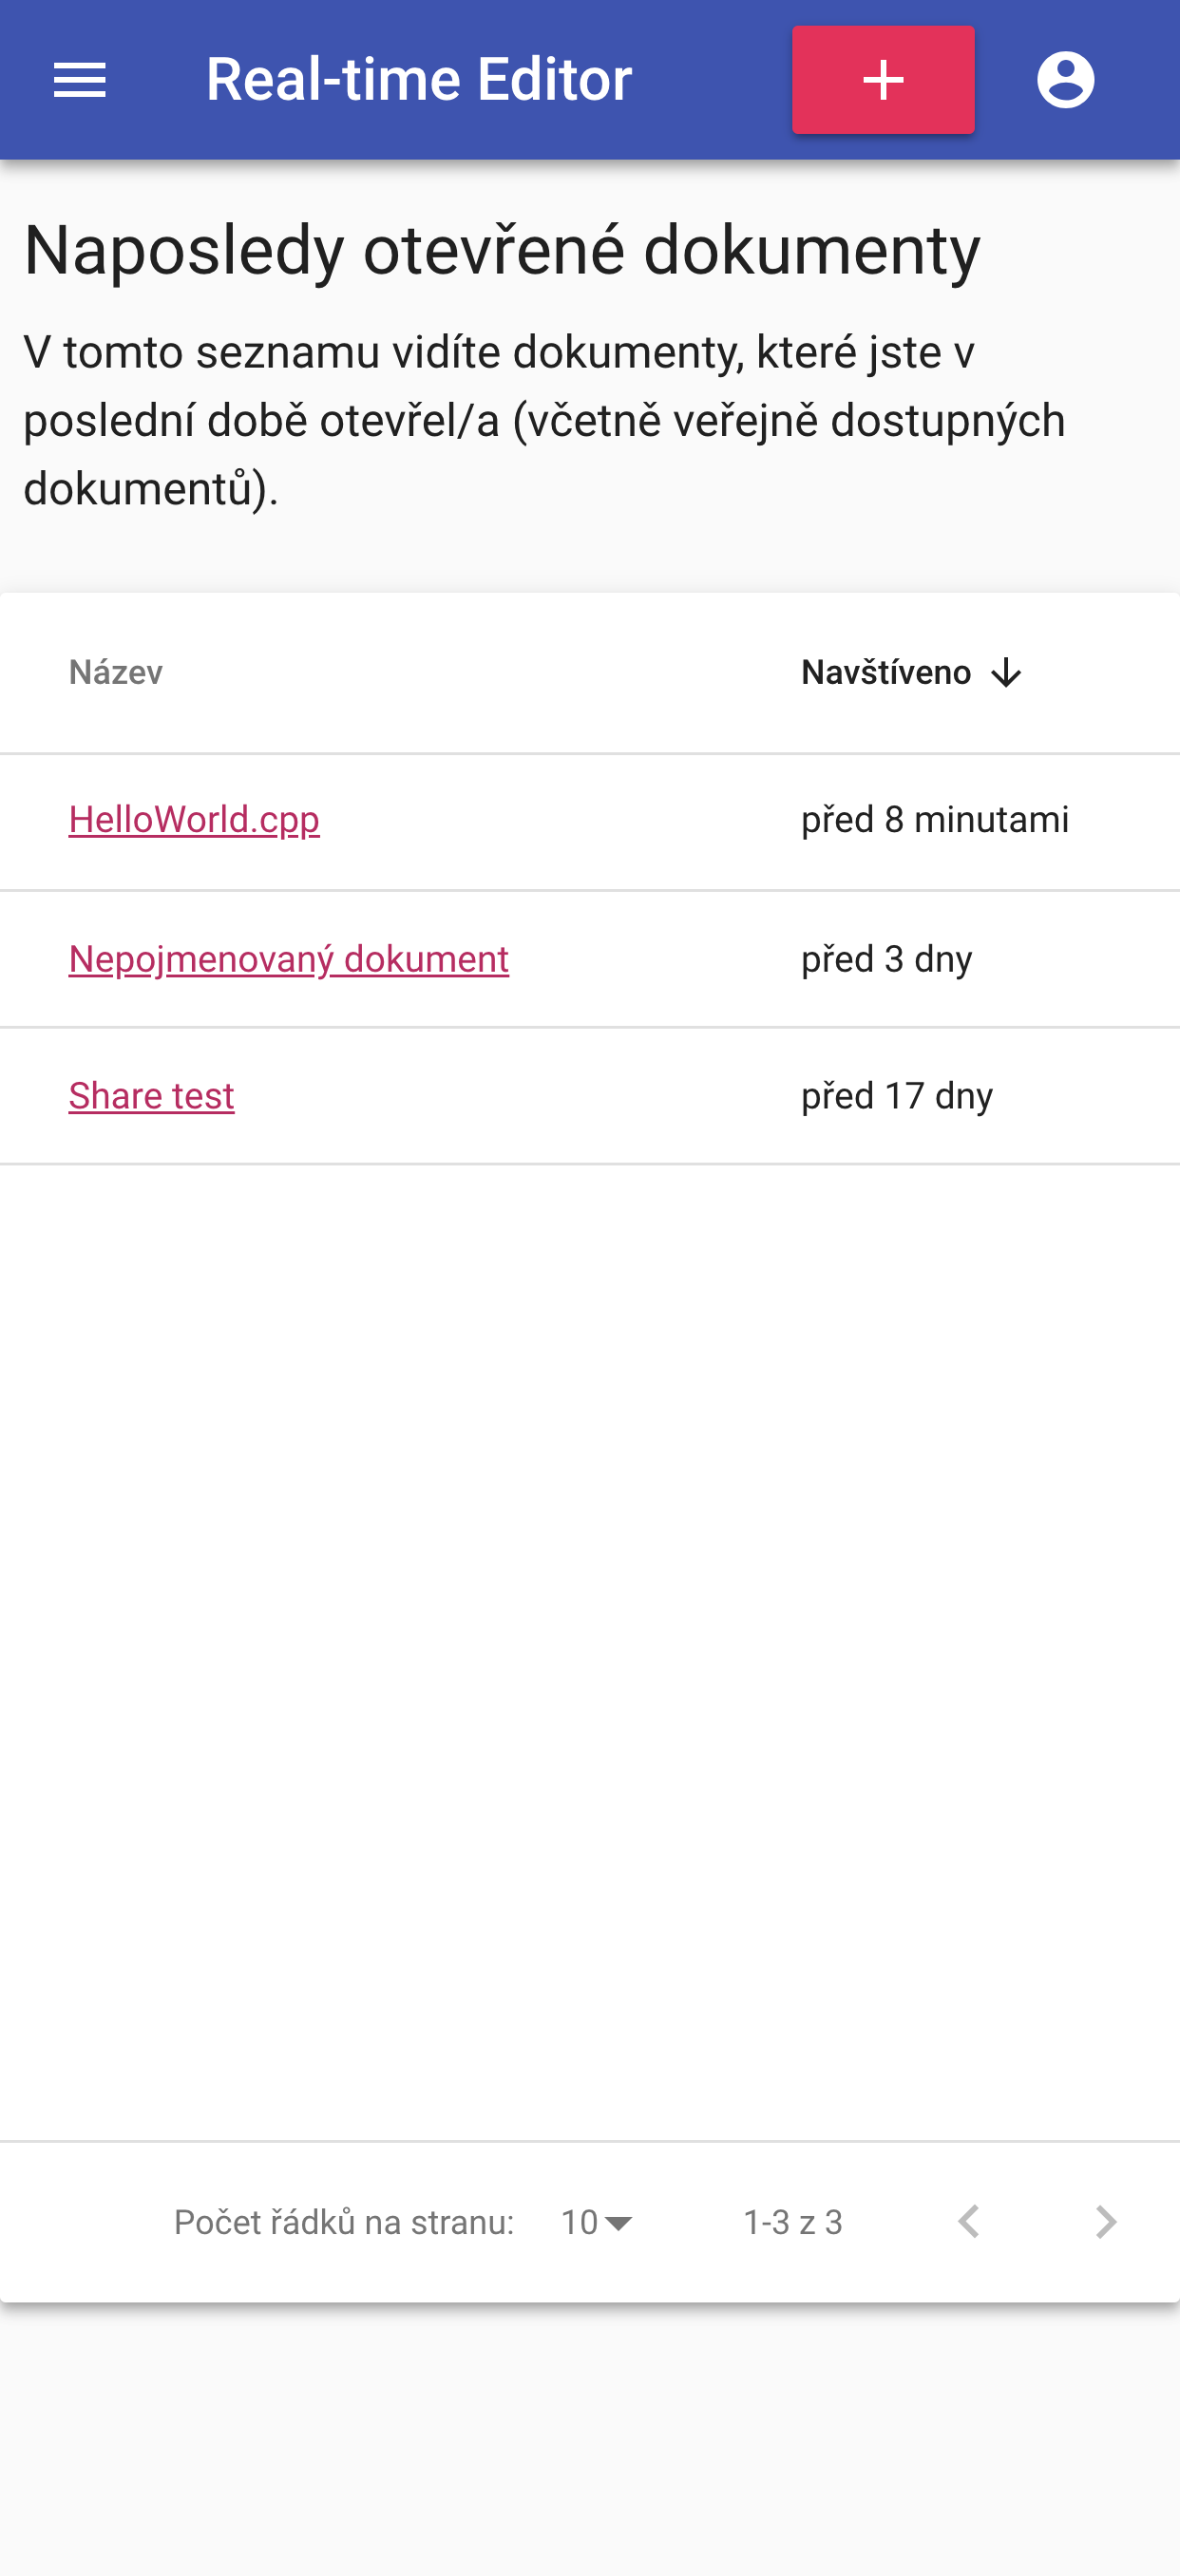 Real-time Editor
Naposledy otevřené dokumenty
V tomto seznamu vidíte dokumenty, které jste v
poslední době otevřel/a (včetně veřejně dostupných
dokumentů).
Název Navštíveno
HelloWorld.cpp před 8 minutami
Nepojmenovaný dokument před 3 dny
Share test před 17 dny
Počet řádků na stranu: 10 1-3 z 3